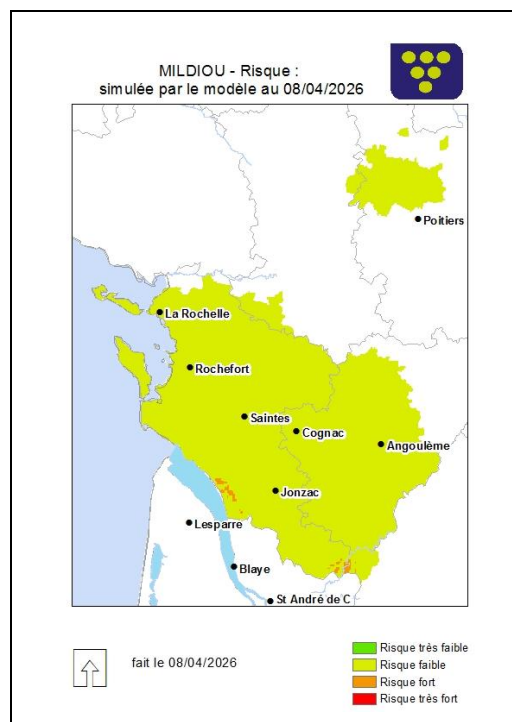 MILDIOU - Risque :
simulée par le modèle au 08/04/2026
Poitiers
La Rochelle
Rochefort
Saintes
Cognac
Angoulême
Jonzac
Lesparre
Blaye
St André de C
fait le 08/04/2026
Risque très faible
Risque faible
Risque fort
Risque très fort